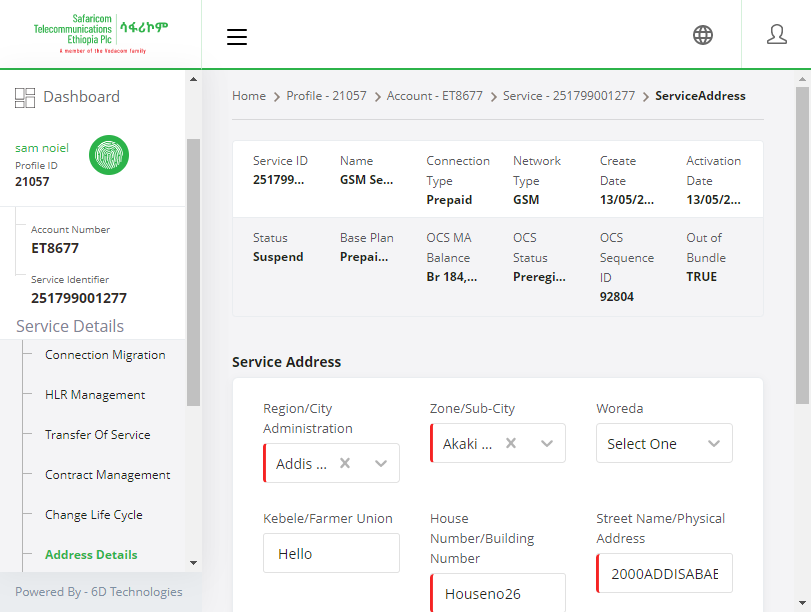 Safaricom
Telecommunications
Ethiopia Plc
ሳፋሪኮም
A member of the Vodacom family
Dashboard
sam noiel
Profile ID
21057
Account Number
ET8677
Service Identifier
251799001277
Service Details
Connection Migration
HLR Management
Transfer Of Service
Contract Management
Change Life Cycle
Address Details
Powered By - 6D Technologies
Home > Profile - 21057 > Account - ET8677 > Service - 251799001277 > ServiceAddress
Service ID
251799...
Name
GSM Se...
Connection
Type
Prepaid
Network
Type
GSM
Create
Date
13/05/2...
Activation
Date
13/05/2...
Status
Suspend
Base Plan
Prepai...
OCS MA
Balance
Br 184,...
OCS
Status
Preregi...
OCS
Sequence
ID
92804
Out of
Bundle
TRUE
Service Address
Region/City
Administration
Addis ...
Zone/Sub-City
Akaki ...
Woreda
Select One
Kebele/Farmer Union
Hello
House
Number/Building
Number
Houseno26
Street Name/Physical
Address
2000ADDISABAE